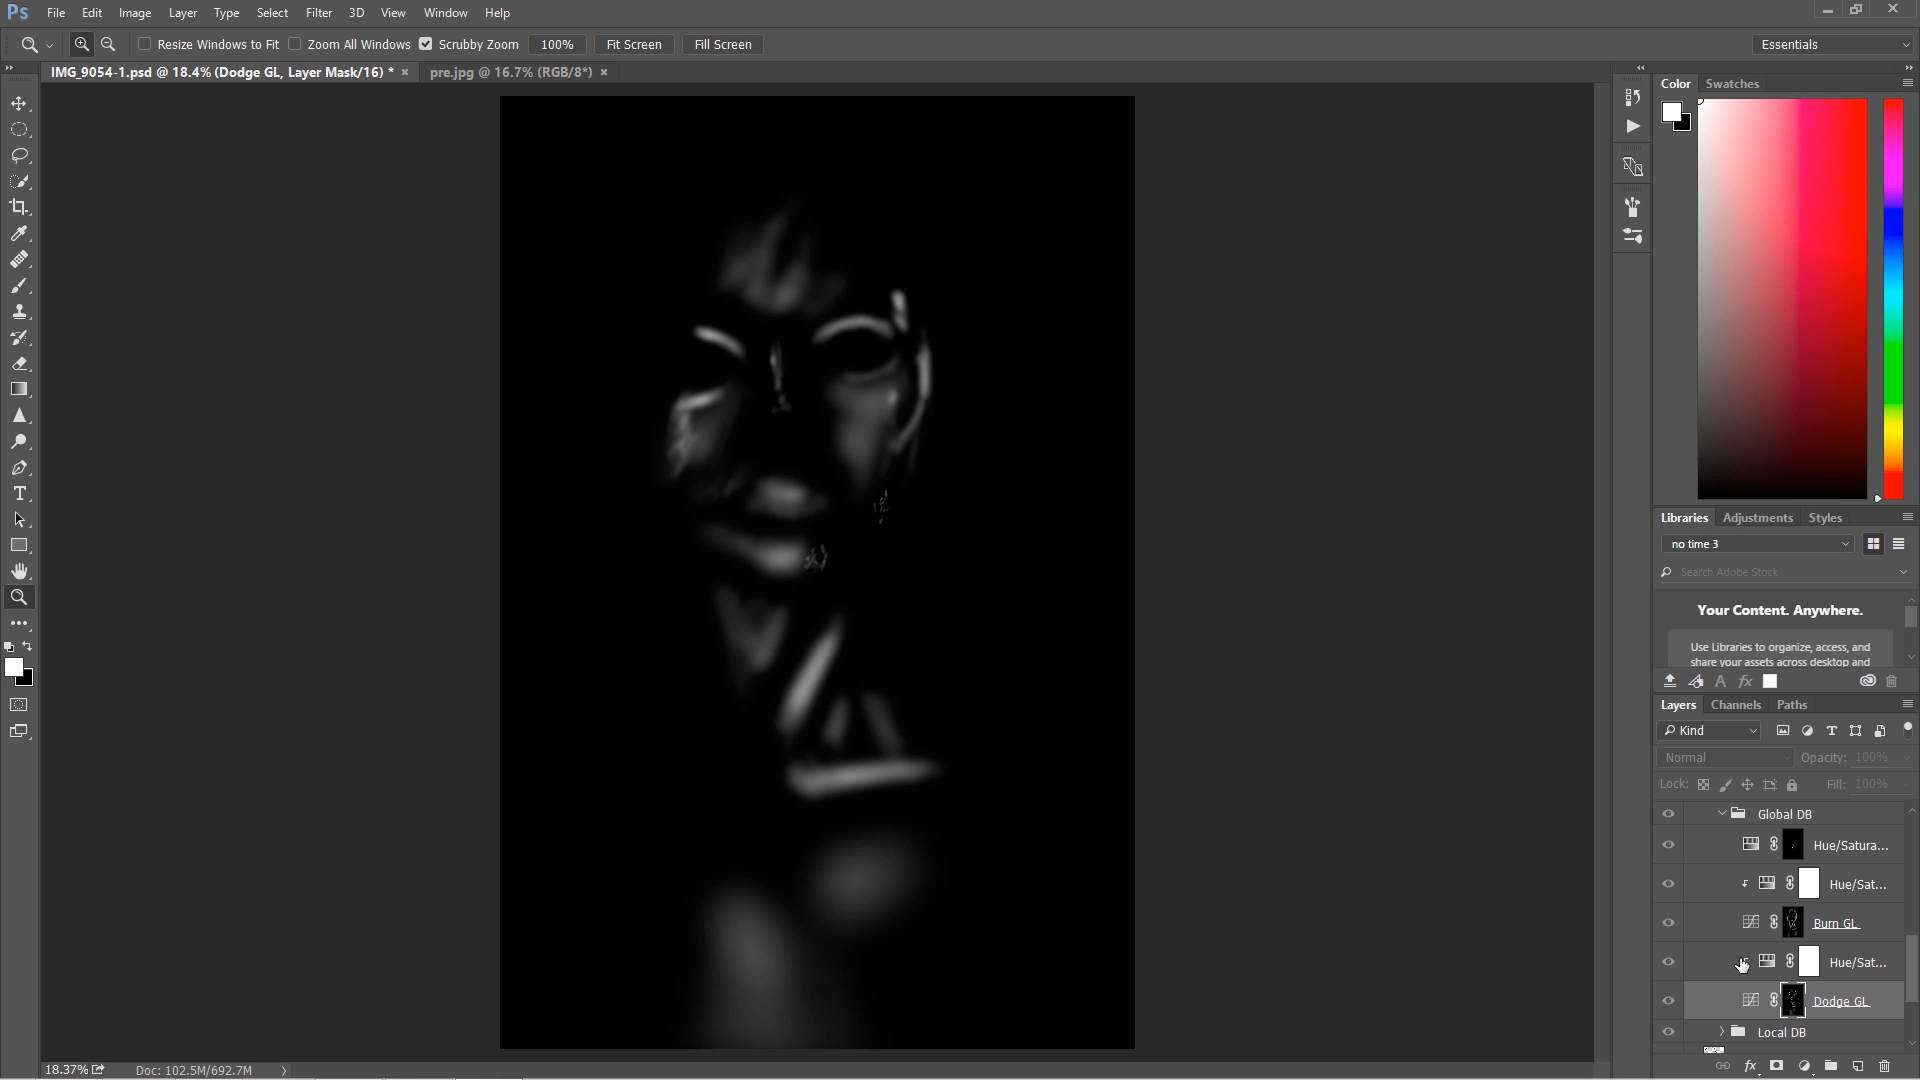 Ps File Edit Image Layer Type Select Filter 3D View Window Help
Resize Windows to Fit Zoom All Windows Scrubby Zoom 100% Fit Screen Fill Screen Essentials
IMG_9054-1.psd @ 18.4% (Dodge GL, Layer Mask/16) * × pre.jpg @ 16.7% (RGB/8*) ×
Color Swatches
Libraries Adjustments Styles
no time 3
Search Adobe Stock
Your Content. Anywhere.
Use Libraries to organize, access, and
share your assets across desktop and
Layers Channels Paths
Kind
Normal Opacity: 100%
Lock: Fill: 100%
Global DB
Hue/Satura...
Hue/Sat...
Burn GL
Hue/Sat...
Dodge GL
Local DB
18.37% Doc: 102.5M/692.7M